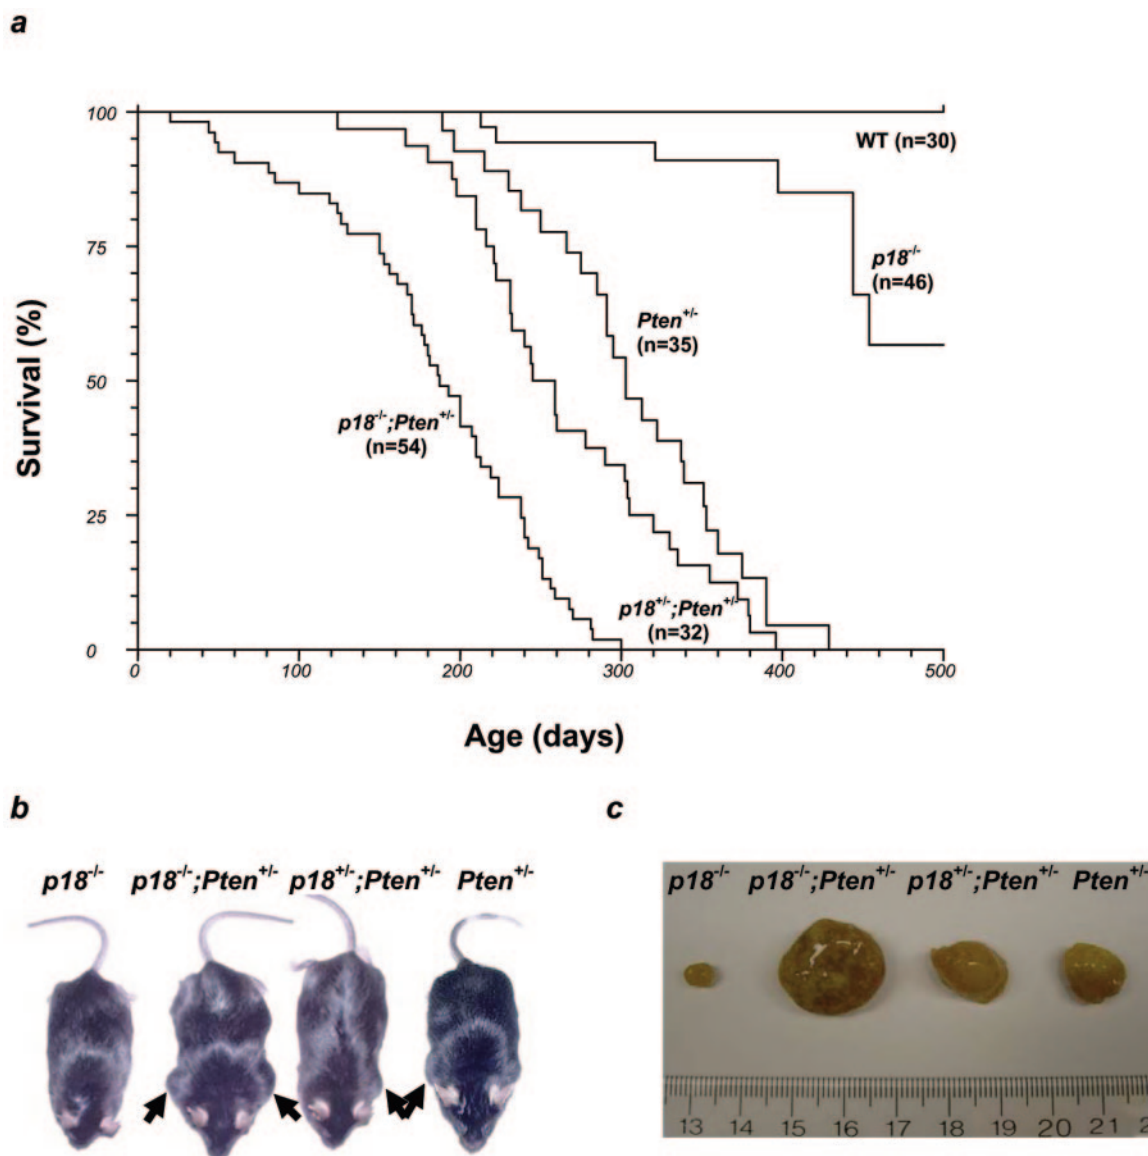 a
100
75
50
25
0
Survival (%)
WT (n=30)
p18-/-
(n=46)
Pten+/-
(n=35)
p18-/-;Pten+/-
(n=54)
p18+/-;Pten+/-
(n=32)
0 100 200 300 400 500
Age (days)
b
p18-/- p18-/-;Pten+/- p18+/-;Pten+/- Pten+/-
c
p18-/- p18-/-;Pten+/- p18+/-;Pten+/- Pten+/-
13 14 15 16 17 18 19 20 21 2